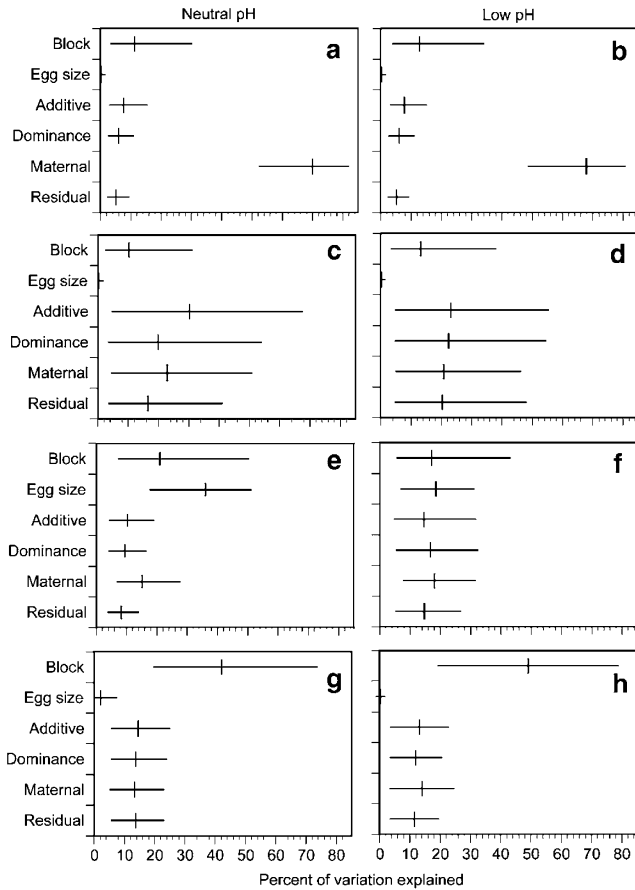 Neutral pH Low pH
Block a b
Egg size
Additive
Dominance
Maternal
Residual
Block c d
Egg size
Additive
Dominance
Maternal
Residual
Block e f
Egg size
Additive
Dominance
Maternal
Residual
Block g h
Egg size
Additive
Dominance
Maternal
Residual
0 10 20 30 40 50 60 70 80 0 10 20 30 40 50 60 70 80
Percent of variation explained